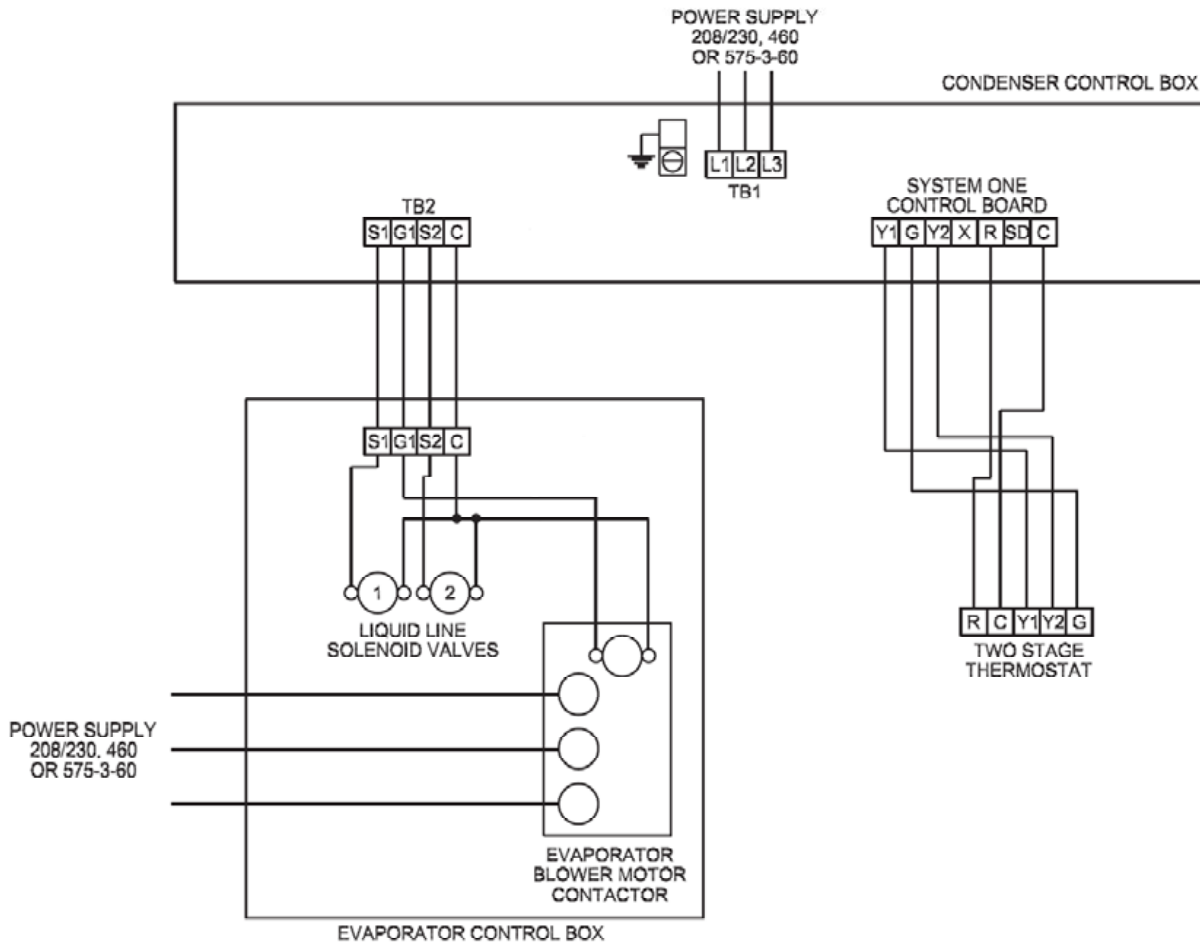 POWER SUPPLY
208/230, 460
OR 575-3-60
CONDENSER CONTROL BOX
L1 L2 L3
TB1
SYSTEM ONE
CONTROL BOARD
Y1 G Y2 X R SD C
TB2
S1 G1 S2 C
S1 G1 S2 C
1 2
LIQUID LINE
SOLENOID VALVES
R C Y1 Y2 G
TWO STAGE
THERMOSTAT
POWER SUPPLY
208/230. 460
OR 575-3-60
EVAPORATOR
BLOWER MOTOR
CONTACTOR
EVAPORATOR CONTROL BOX